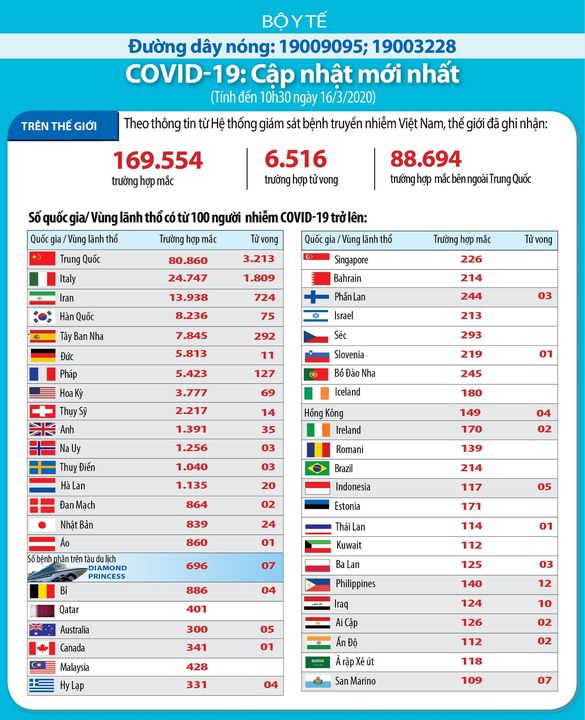 BỘ Y TẾ
Đường dây nóng: 19009095; 19003228
COVID-19: Cập nhật mới nhất
(Tính đến 10h30 ngày 16/3/2020)
TRÊN THẾ GIỚI
Theo thông tin từ Hệ thống giám sát bệnh truyền nhiễm Việt Nam, thế giới đã ghi nhận:
169.554 6.516 88.694
trường hợp mắc trường hợp tử vong trường hợp mắc bên ngoài Trung Quốc
Số quốc gia/ Vùng lãnh thổ có từ 100 người nhiễm COVID-19 trở lên:
Quốc gia/ Vùng lãnh thổ Trường hợp mắc Tử vong
Trung Quốc 80.860 3.213
Italy 24.747 1.809
Iran 13.938 724
Hàn Quốc 8.236 75
Tây Ban Nha 7.845 292
Đức 5.813 11
Pháp 5.423 127
Hoa Kỳ 3.777 69
Thụy Sỹ 2.217 14
Anh 1.391 35
Na Uy 1.256 03
Thuỵ Điển 1.040 03
Hà Lan 1.135 20
Đan Mạch 864 02
Nhật Bản 839 24
Áo 860 01
Số bệnh nhân trên tàu du lịch
DIAMOND PRINCESS 696 07
Bỉ 886 04
Qatar 401
Australia 300 05
Canada 341 01
Malaysia 428
Hy Lạp 331 04
Quốc gia/ Vùng lãnh thổ Trường hợp mắc Tử vong
Singapore 226
Bahrain 214
Phần Lan 244 03
Israel 213
Séc 293
Slovenia 219 01
Bồ Đào Nha 245
Iceland 180
Hồng Kông 149 04
Ireland 170 02
Romani 139
Brazil 214
Indonesia 117 05
Estonia 171
Thái Lan 114 01
Kuwait 112
Ba Lan 125 03
Philippines 140 12
Iraq 124 10
Ai Cập 126 02
Ấn Độ 112 02
Ả rập Xê út 118
San Marino 109 07